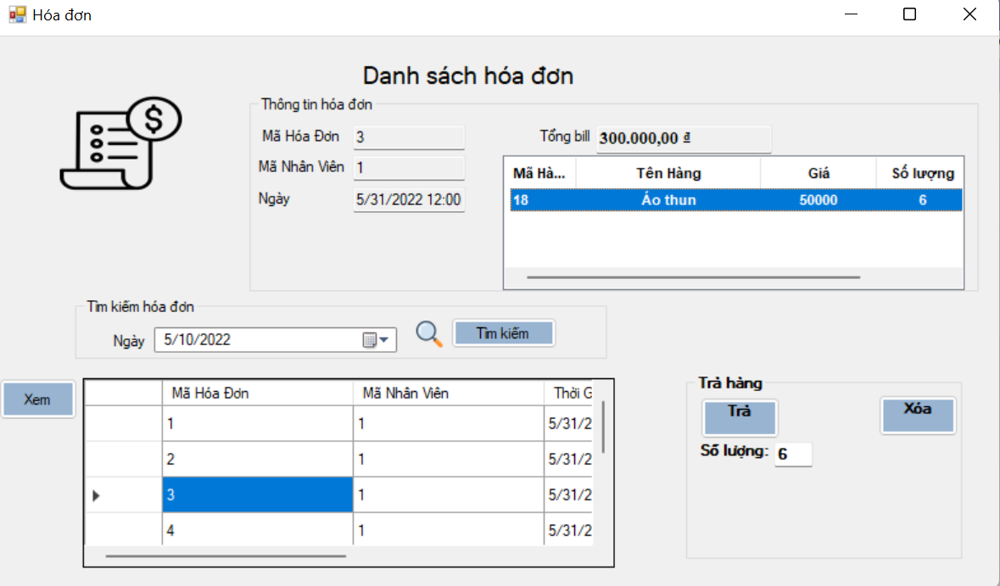 Hóa đơn
Danh sách hóa đơn
Thông tin hóa đơn
Mã Hóa Đơn 3
Tổng bill 300.000,00 ₫
Mã Nhân Viên 1
Ngày 5/31/2022 12:00
Mã Hà... Tên Hàng Giá Số lượng
18 Áo thun 50000 6
Tìm kiếm hóa đơn
Ngày 5/10/2022 Tìm kiếm
Xem
Mã Hóa Đơn Mã Nhân Viên Thời G
1 1 5/31/2
2 1 5/31/2
3 1 5/31/2
4 1 5/31/2
Trả hàng
Trả Xóa
Số lượng: 6